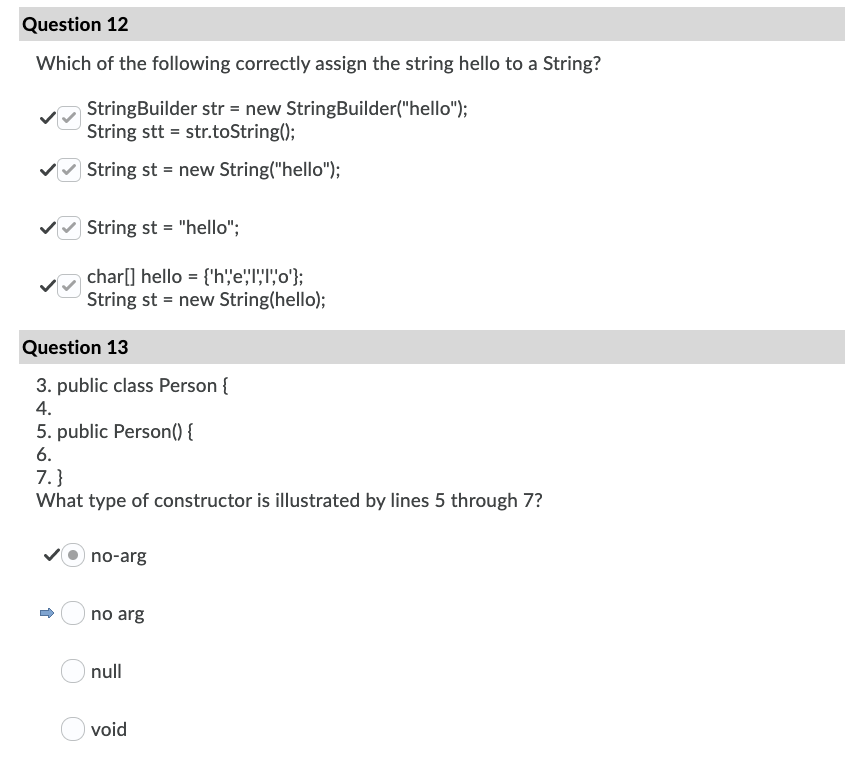 Question 12
Which of the following correctly assign the string hello to a String?
StringBuilder str = new StringBuilder("hello");
String stt = str.toString();
String st = new String("hello");
String st = "hello";
char[] hello = {'h','e','l','l','o'};
String st = new String(hello);
Question 13
3. public class Person {
4.
5. public Person() {
6.
7. }
What type of constructor is illustrated by lines 5 through 7?
no-arg
no arg
null
void